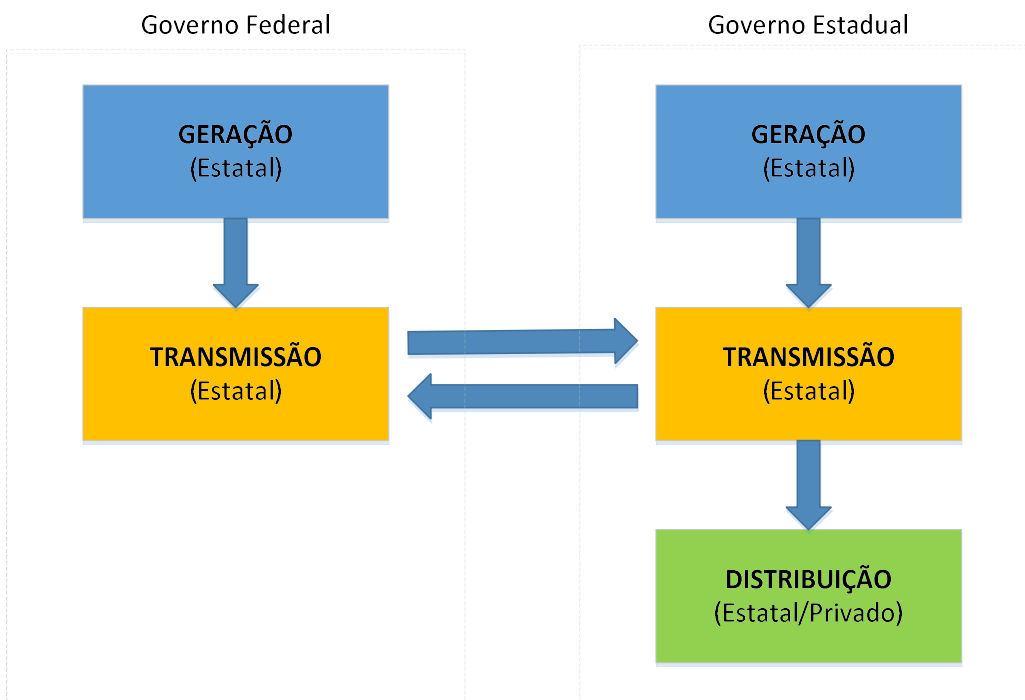 Governo Federal
Governo Estadual
GERAÇÃO
(Estatal)
GERAÇÃO
(Estatal)
TRANSMISSÃO
(Estatal)
TRANSMISSÃO
(Estatal)
DISTRIBUIÇÃO
(Estatal/Privado)